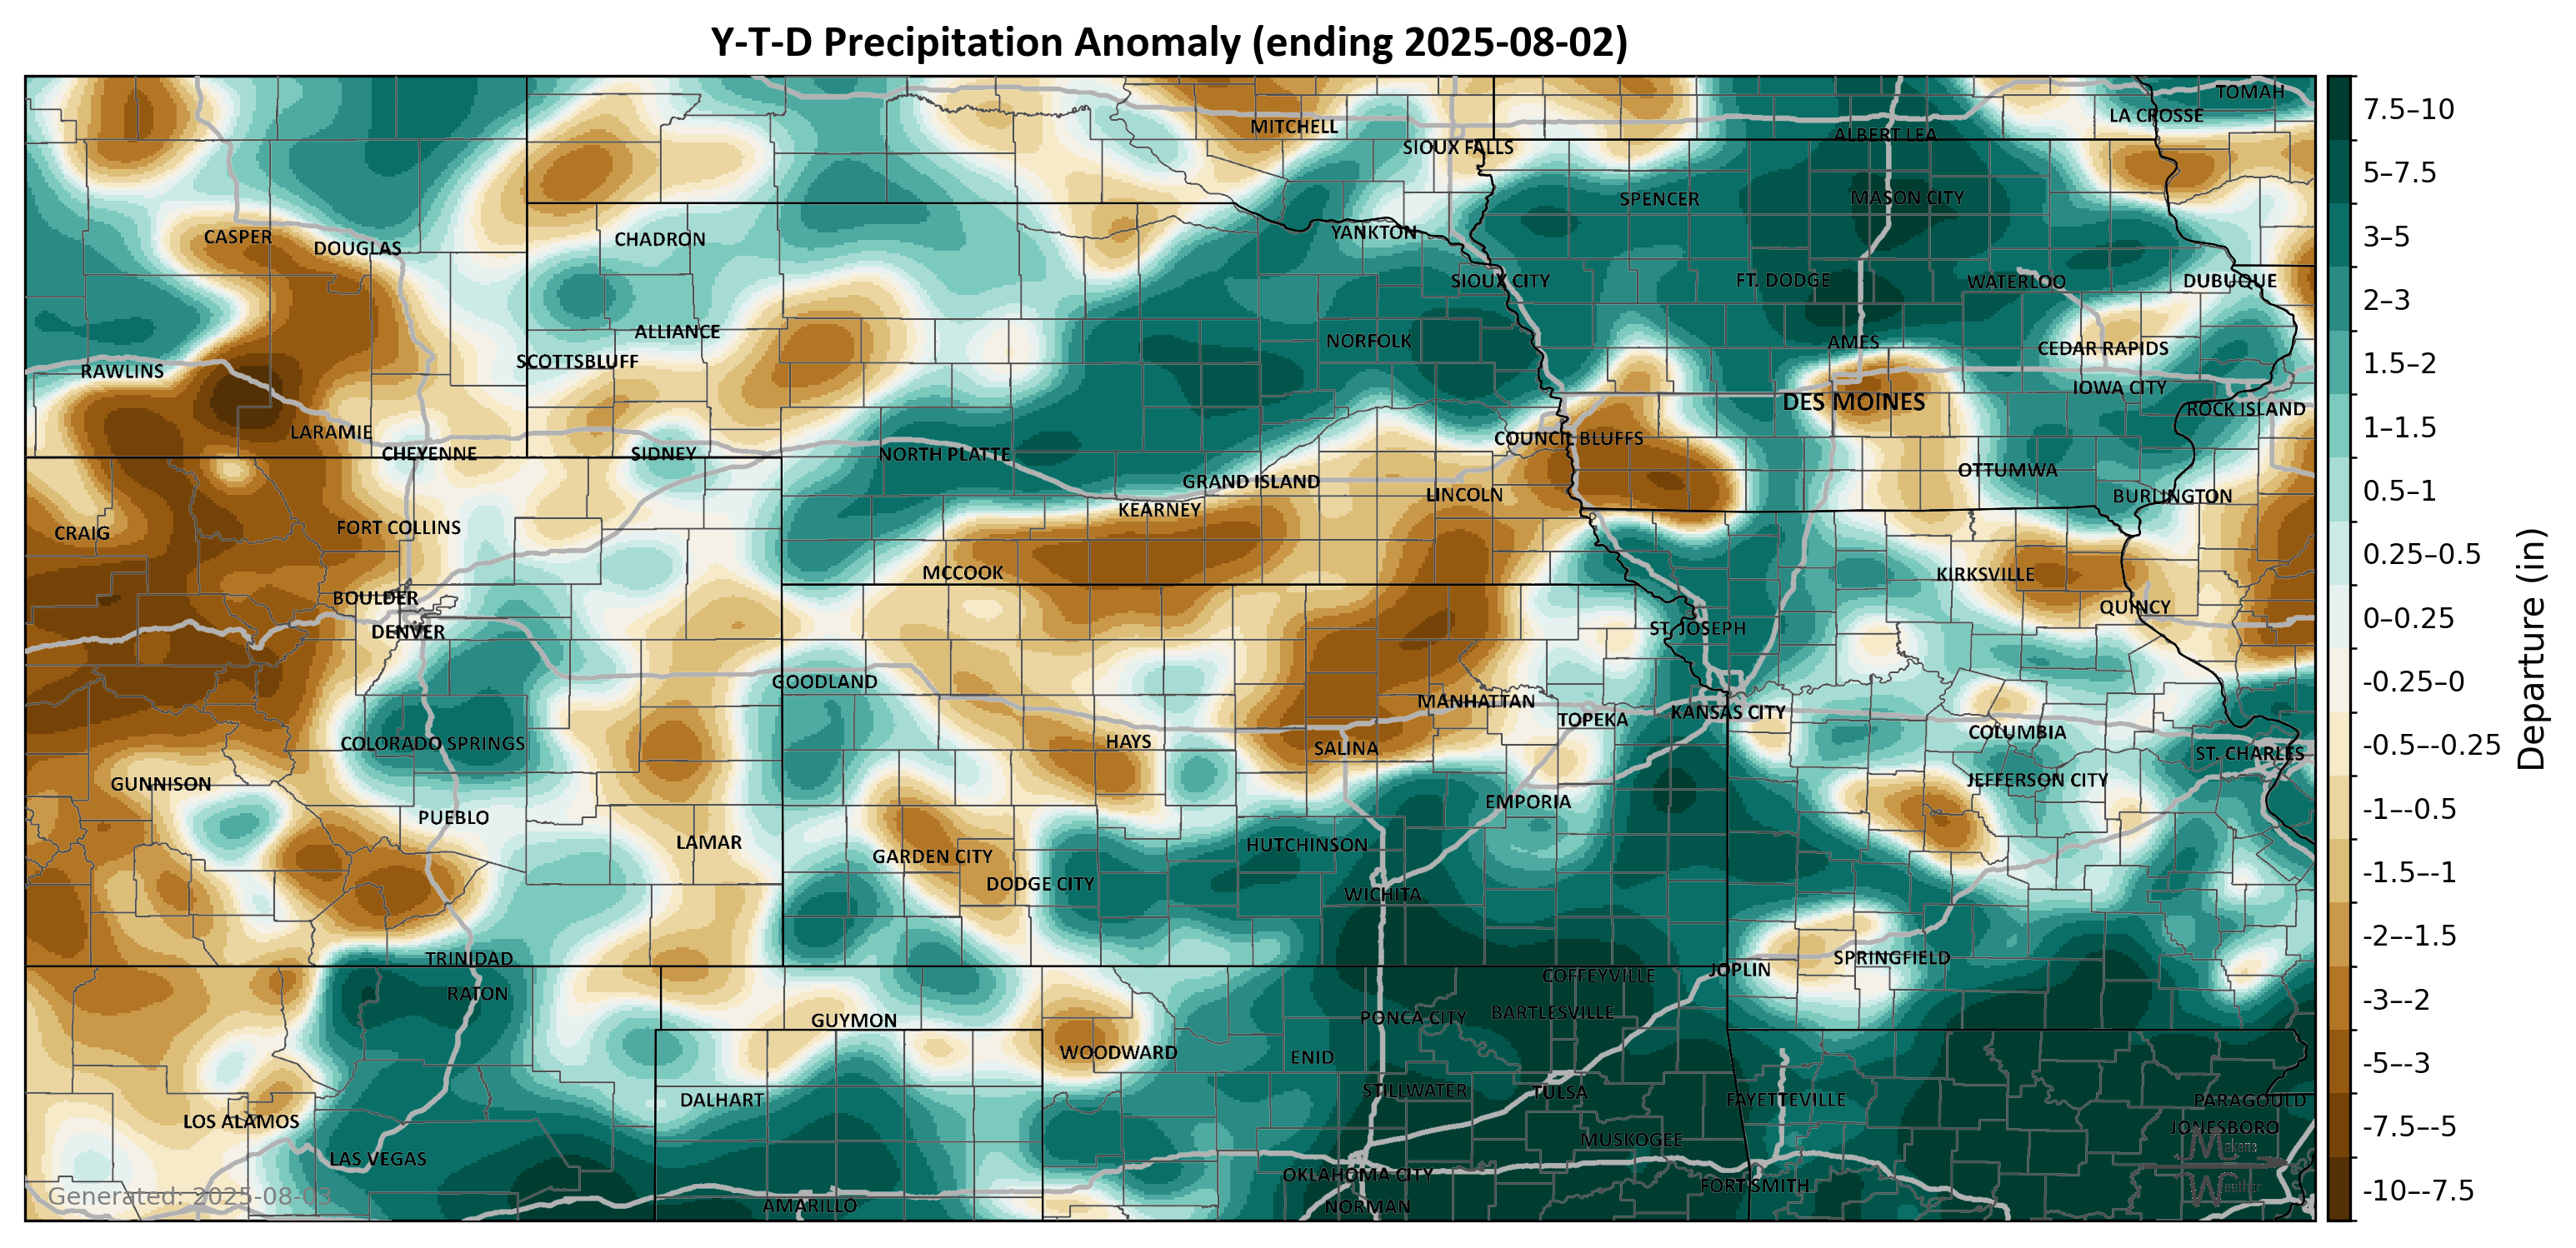 Y-T-D Precipitation Anomaly (ending 2025-08-02)
TOMAH
LA CROSSE
MITCHELL
ALBERT LEA
SIOUX FALLS
SPENCER
MASON CITY
CASPER
DOUGLAS
CHADRON
YANKTON
SIOUX CITY
FT. DODGE
WATERLOO
DUBUQUE
ALLIANCE
NORFOLK
AMES
CEDAR RAPIDS
SCOTTSBLUFF
RAWLINS
IOWA CITY
DES MOINES
ROCK ISLAND
LARAMIE
COUNCIL BLUFFS
CHEYENNE
SIDNEY
NORTH PLATTE
OTTUMWA
GRAND ISLAND
LINCOLN
BURLINGTON
KEARNEY
CRAIG
FORT COLLINS
MCCOOK
KIRKSVILLE
BOULDER
QUINCY
DENVER
ST. JOSEPH
GOODLAND
MANHATTAN
TOPEKA
KANSAS CITY
COLUMBIA
COLORADO SPRINGS
HAYS
SALINA
ST. CHARLES
GUNNISON
JEFFERSON CITY
EMPORIA
PUEBLO
LAMAR
HUTCHINSON
GARDEN CITY
DODGE CITY
WICHITA
TRINIDAD
SPRINGFIELD
JOPLIN
COFFEYVILLE
RATON
BARTLESVILLE
GUYMON
PONCA CITY
WOODWARD
ENID
STILLWATER
TULSA
DALHART
FAYETTEVILLE
PARAGOULD
LOS ALAMOS
JONESBORO
MUSKOGEE
Makens
LAS VEGAS
OKLAHOMA CITY
FORT SMITH
Weather
Generated: 2025-08-03
AMARILLO
NORMAN
7.5–10
5–7.5
3–5
2–3
1.5–2
1–1.5
0.5–1
0.25–0.5
0–0.25
-0.25–0
-0.5–-0.25
-1–-0.5
-1.5–-1
-2–-1.5
-3–-2
-5–-3
-7.5–-5
-10–-7.5
Departure (in)